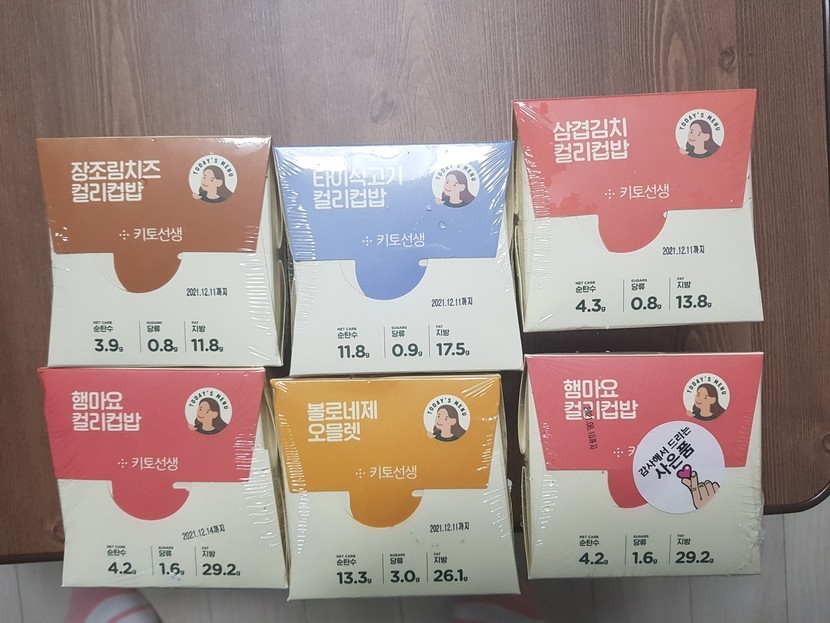 장조림치즈
컬리컵밥
TODAY'S MENU
키토선생
2021.12.11까지
NET CARB SUGARS FAT
순탄수 당류 지방
3.9g 0.8g 11.8g
타이식고기
컬리컵밥
TODAY'S MENU
키토선생
2021.12.11까지
NET CARB SUGARS FAT
순탄수 당류 지방
11.8g 0.9g 17.5g
삼겹김치
컬리컵밥
TODAY'S MENU
키토선생
2021.12.11까지
NET CARB SUGARS FAT
순탄수 당류 지방
4.3g 0.8g 13.8g
햄마요
컬리컵밥
TODAY'S MENU
키토선생
2021.12.14까지
NET CARB SUGARS FAT
순탄수 당류 지방
4.2g 1.6g 29.2g
볼로네제
오믈렛
TODAY'S MENU
키토선생
2021.12.11까지
NET CARB SUGARS FAT
순탄수 당류 지방
13.3g 3.0g 26.1g
햄마요
컬리컵밥
TODAY'S MENU
감사해서 드리는
사은품
NET CARB SUGARS FAT
순탄수 당류 지방
4.2g 1.6g 29.2g